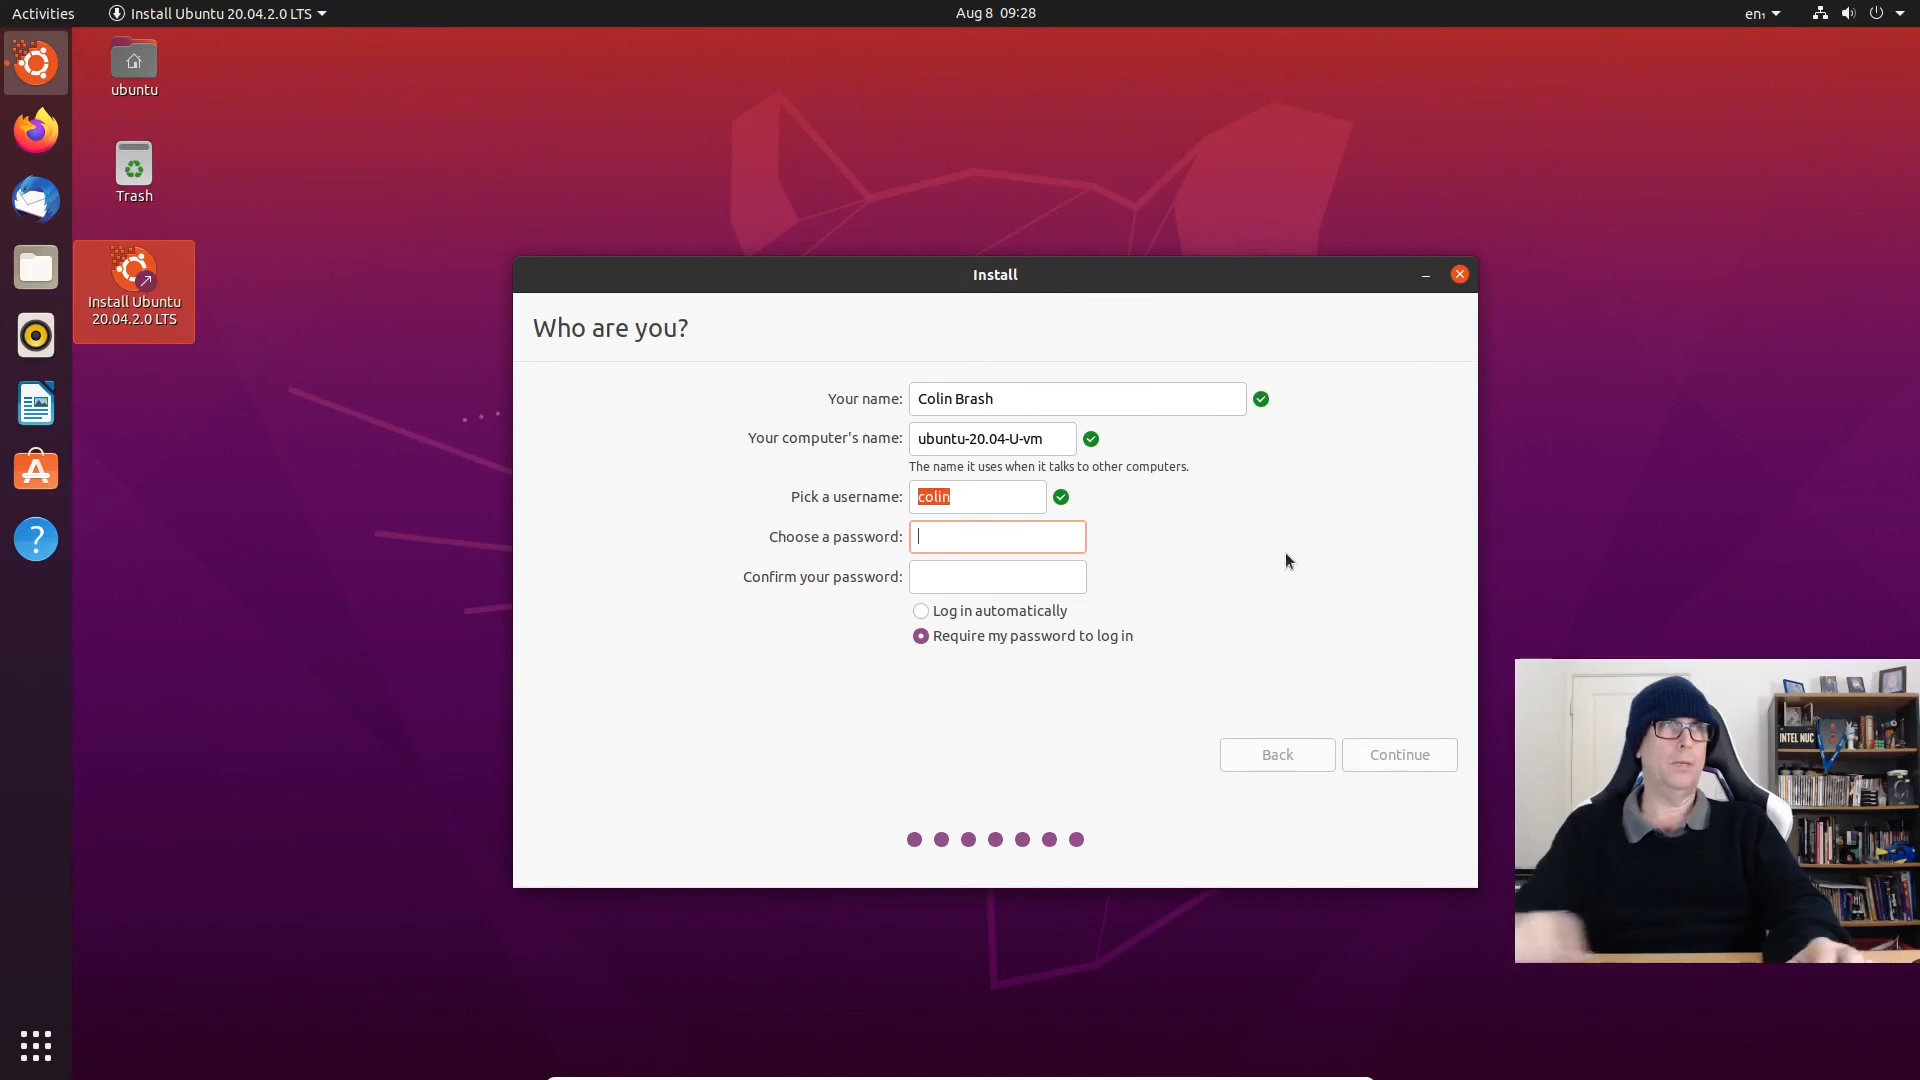 Activities
Install Ubuntu 20.04.2.0 LTS
Aug 8 09:28
en₁
ubuntu
Trash
Install Ubuntu
20.04.2.0 LTS
Install
Who are you?
Your name: Colin Brash
Your computer's name: ubuntu-20.04-U-vm
The name it uses when it talks to other computers.
Pick a username: colin
Choose a password:
Confirm your password:
Log in automatically
Require my password to log in
Back
Continue
INTEL NUC